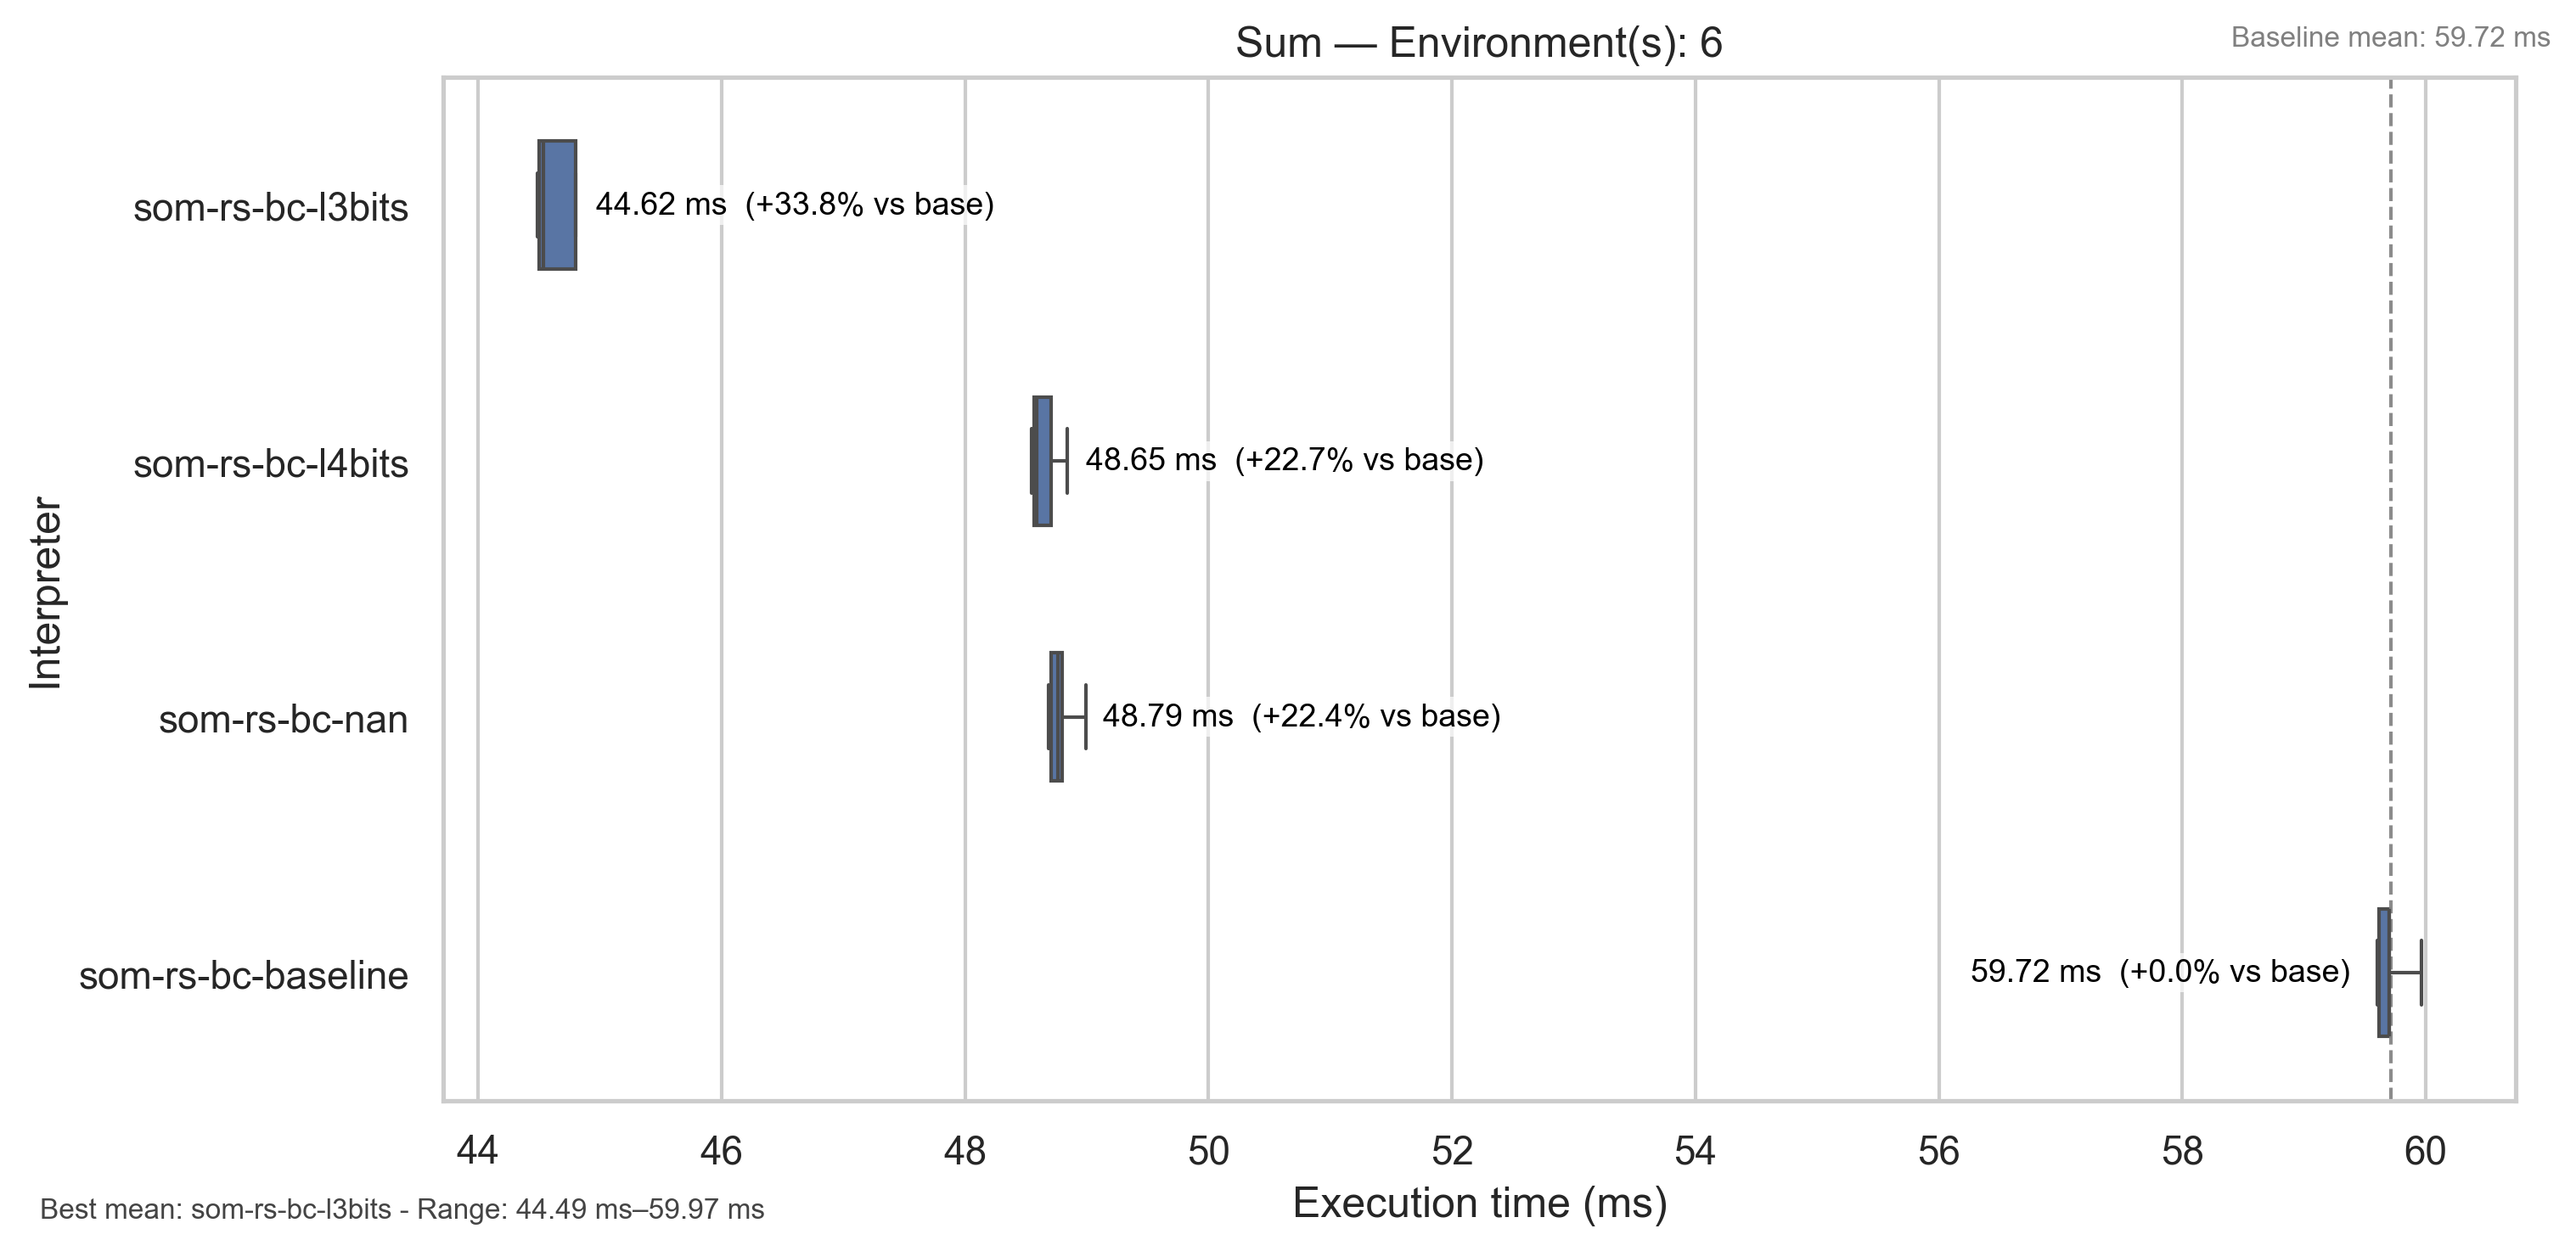 Sum — Environment(s): 6
Baseline mean: 59.72 ms
Interpreter
som-rs-bc-l3bits
44.62 ms (+33.8% vs base)
som-rs-bc-l4bits
48.65 ms (+22.7% vs base)
som-rs-bc-nan
48.79 ms (+22.4% vs base)
som-rs-bc-baseline
59.72 ms (+0.0% vs base)
44 46 48 50 52 54 56 58 60
Execution time (ms)
Best mean: som-rs-bc-l3bits - Range: 44.49 ms–59.97 ms